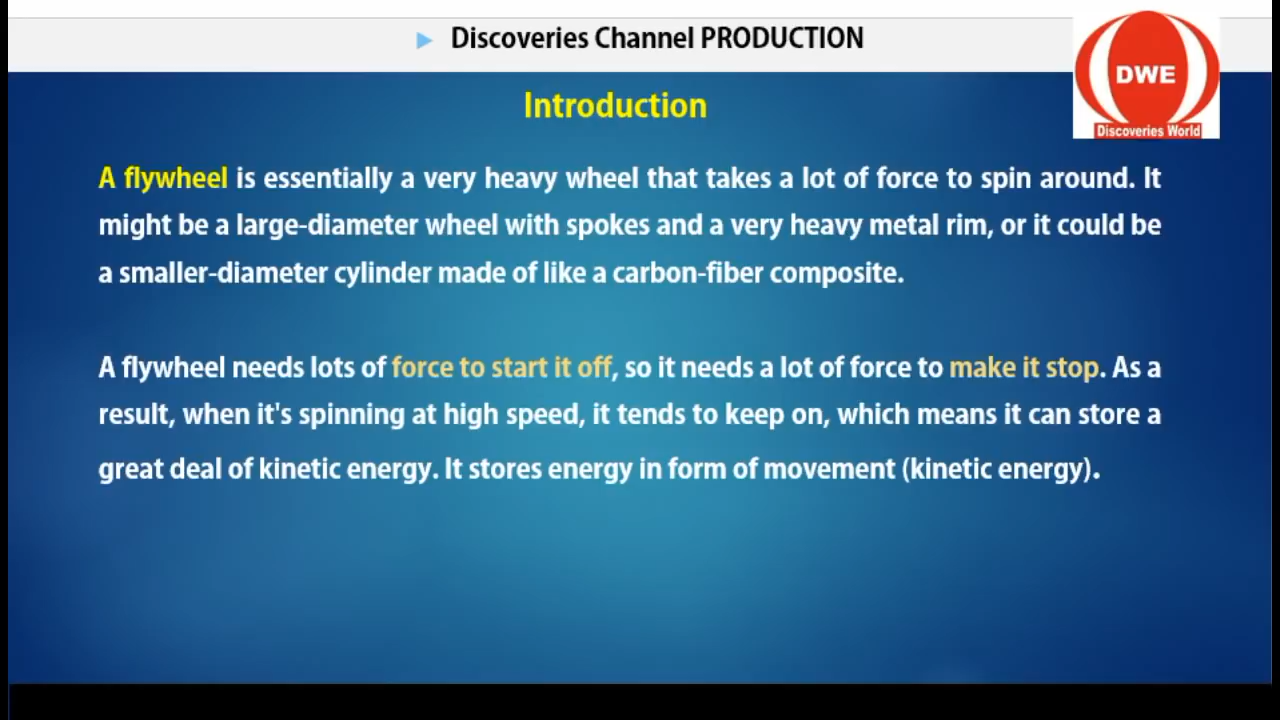 Discoveries Channel PRODUCTION
DWE
Discoveries World
Introduction
A flywheel is essentially a very heavy wheel that takes a lot of force to spin around. It
might be a large-diameter wheel with spokes and a very heavy metal rim, or it could be
a smaller-diameter cylinder made of like a carbon-fiber composite.
A flywheel needs lots of force to start it off, so it needs a lot of force to make it stop. As a
result, when it's spinning at high speed, it tends to keep on, which means it can store a
great deal of kinetic energy. It stores energy in form of movement (kinetic energy).